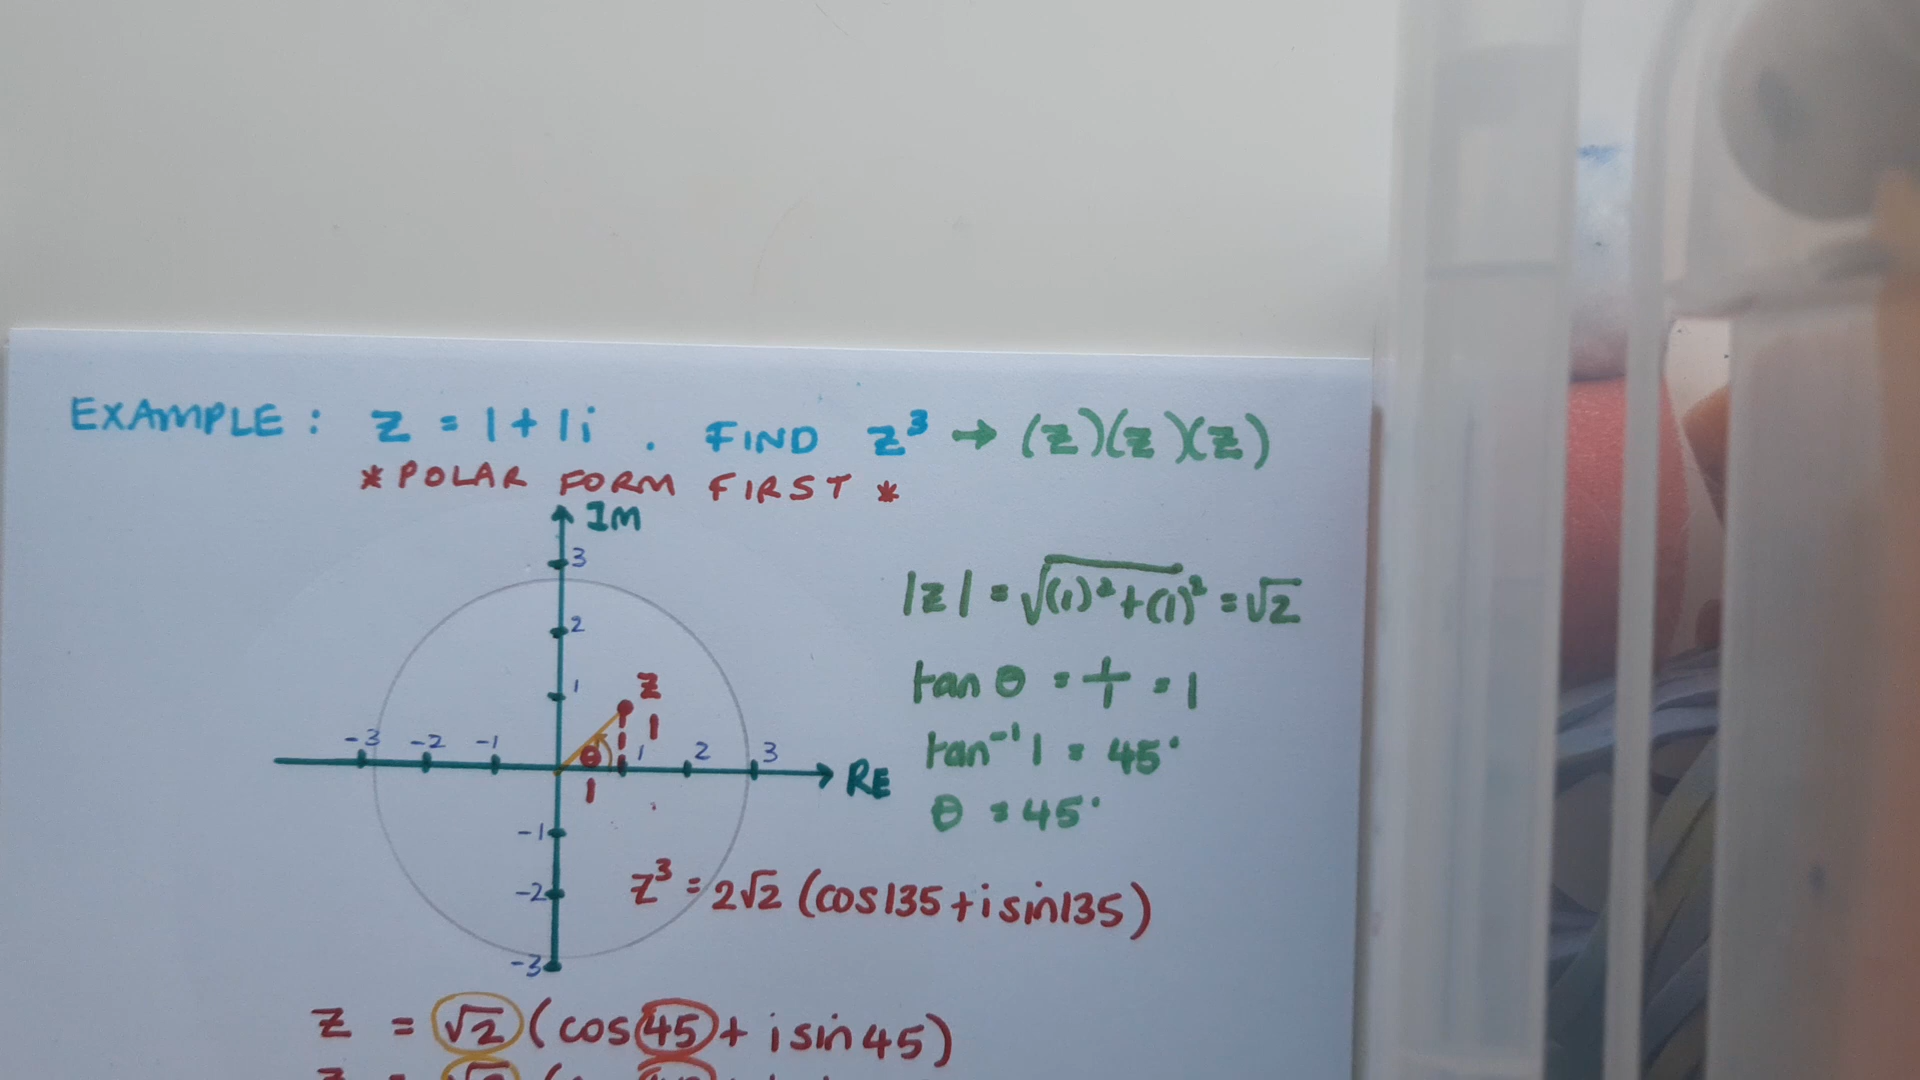 EXAMPLE: Z = 1 + 1i . FIND Z³ → (Z)(Z)(Z)
* POLAR FORM FIRST *
IM
3
2
1
Z
1
-3 -2 -1 θ 1 2 3 RE
1
-1
-2
-3
|Z| = √(1)²+(1)² = √2
tan θ = 1/1 = 1
tan⁻¹ 1 = 45°
θ = 45°
Z³ = 2√2 (cos135 + i sin135)
Z = √2 (cos 45 + i sin 45)